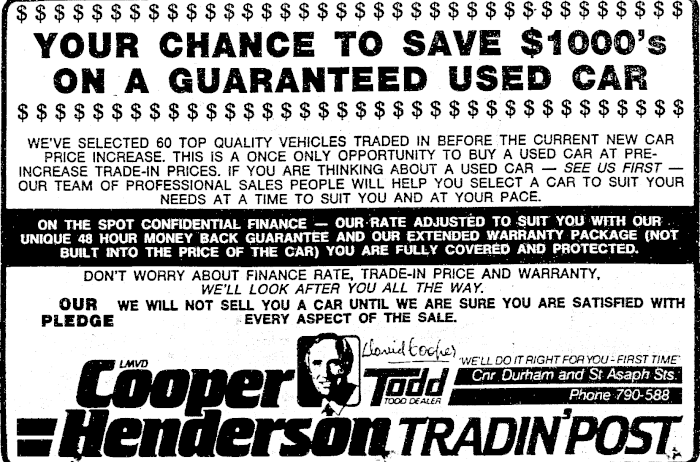 $ $ $ $ $ $ $ $ $ $ $ $ $ $ $ $ $ $ $ $ $ $ $ $ $ $ $ $ $ $ $ $ $ $ $ $
YOUR CHANCE TO SAVE $1000's
ON A GUARANTEED USED CAR
$ $ $ $ $ $ $ $ $ $ $ $ $ $ $ $ $ $ $ $ $ $ $ $ $ $ $ $ $ $ $ $ $ $ $ $
WE'VE SELECTED 60 TOP QUALITY VEHICLES TRADED IN BEFORE THE CURRENT NEW CAR
PRICE INCREASE. THIS IS A ONCE ONLY OPPORTUNITY TO BUY A USED CAR AT PRE-
INCREASE TRADE-IN PRICES. IF YOU ARE THINKING ABOUT A USED CAR — SEE US FIRST —
OUR TEAM OF PROFESSIONAL SALES PEOPLE WILL HELP YOU SELECT A CAR TO SUIT YOUR
NEEDS AT A TIME TO SUIT YOU AND AT YOUR PACE.
ON THE SPOT CONFIDENTIAL FINANCE — OUR RATE ADJUSTED TO SUIT YOU WITH OUR
UNIQUE 48 HOUR MONEY BACK GUARANTEE AND OUR EXTENDED WARRANTY PACKAGE (NOT
BUILT INTO THE PRICE OF THE CAR) YOU ARE FULLY COVERED AND PROTECTED.
DON'T WORRY ABOUT FINANCE RATE, TRADE-IN PRICE AND WARRANTY,
WE'LL LOOK AFTER YOU ALL THE WAY.
OUR PLEDGE
WE WILL NOT SELL YOU A CAR UNTIL WE ARE SURE YOU ARE SATISFIED WITH
EVERY ASPECT OF THE SALE.
David Cooper
LMVD
Cooper
Henderson
Todd
TODD DEALER
"WE'LL DO IT RIGHT FOR YOU - FIRST TIME"
Cnr Durham and St Asaph Sts.
Phone 790-588
TRADIN' POST